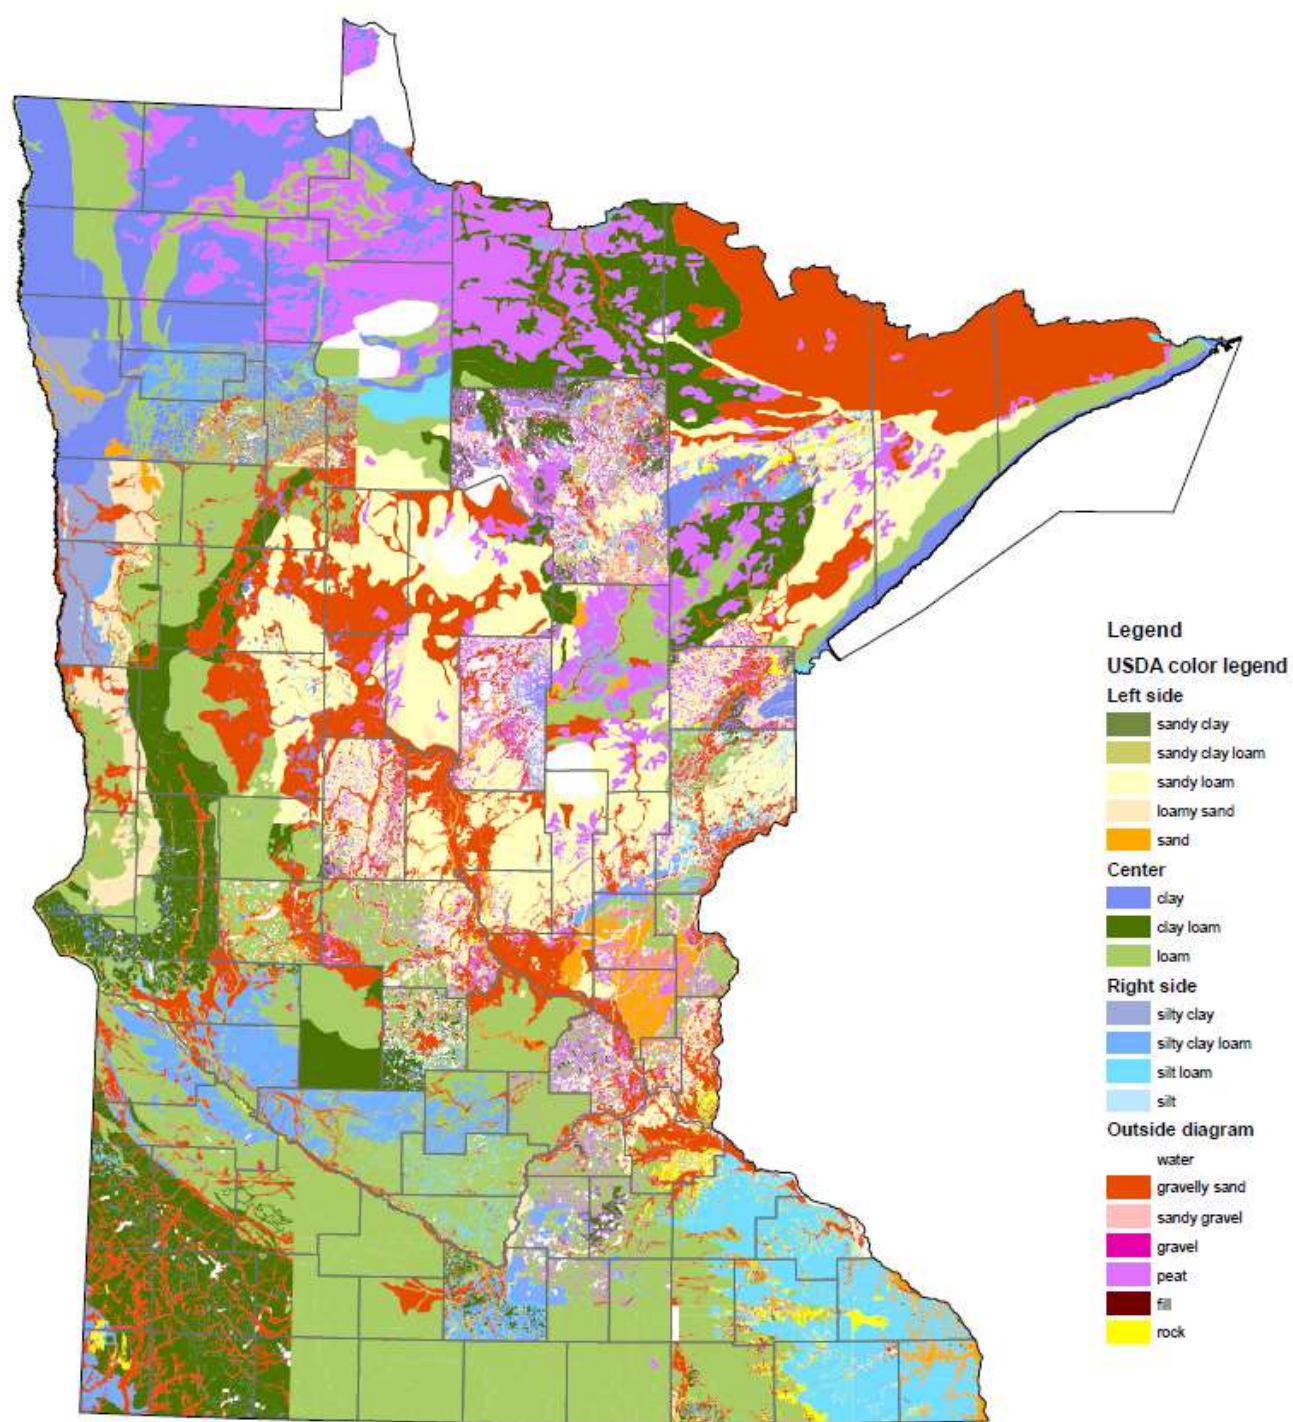 Legend
USDA color legend
Left side
sandy clay
sandy clay loam
sandy loam
loamy sand
sand
Center
clay
clay loam
loam
Right side
silty clay
silty clay loam
silt loam
silt
Outside diagram
water
gravelly sand
sandy gravel
gravel
peat
fill
rock